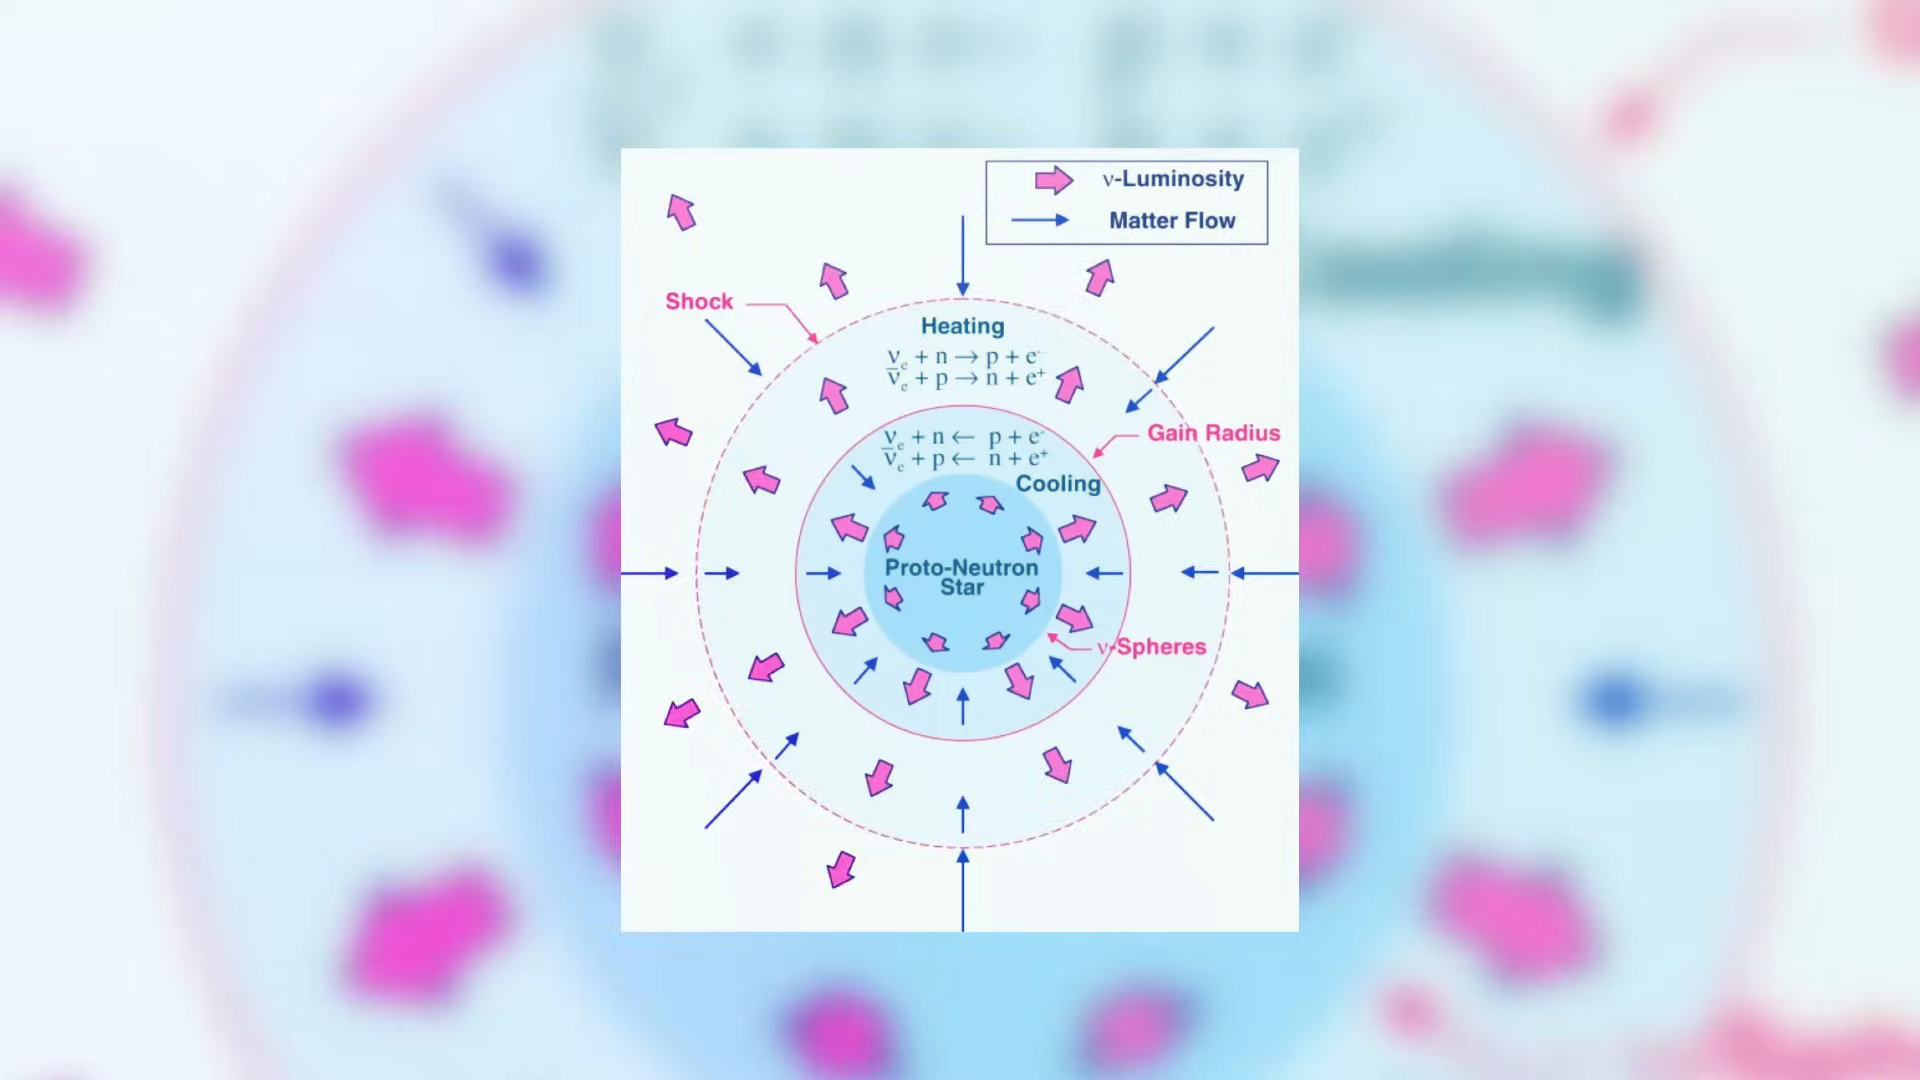 ν-Luminosity
Matter Flow
Shock
Heating
νₑ + n → p + e⁻
ν̅ₑ + p → n + e⁺
Gain Radius
νₑ + n ← p + e⁻
ν̅ₑ + p ← n + e⁺
Cooling
Proto-Neutron
Star
ν-Spheres